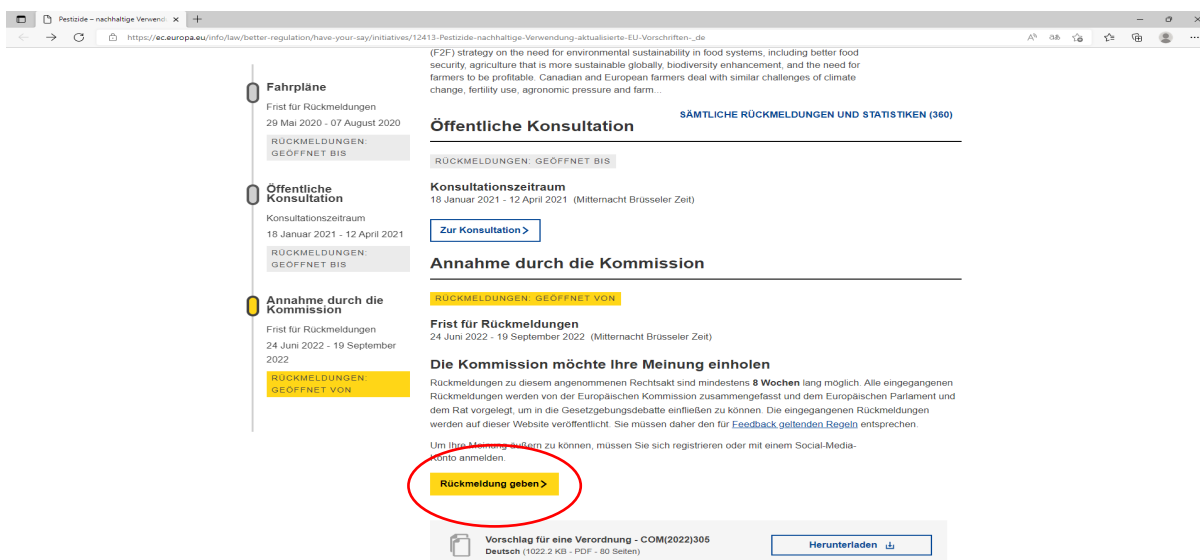 Pestizide – nachhaltige Verwend
https://ec.europa.eu/info/law/better-regulation/have-your-say/initiatives/12413-Pestizide-nachhaltige-Verwendung-aktualisierte-EU-Vorschriften-_de
Fahrpläne
Frist für Rückmeldungen
29 Mai 2020 - 07 August 2020
RÜCKMELDUNGEN:
GEÖFFNET BIS
Öffentliche
Konsultation
Konsultationszeitraum
18 Januar 2021 - 12 April 2021
RÜCKMELDUNGEN:
GEÖFFNET BIS
Annahme durch die
Kommission
Frist für Rückmeldungen
24 Juni 2022 - 19 September
2022
RÜCKMELDUNGEN:
GEÖFFNET VON
(F2F) strategy on the need for environmental sustainability in food systems, including better food
security, agriculture that is more sustainable globally, biodiversity enhancement, and the need for
farmers to be profitable. Canadian and European farmers deal with similar challenges of climate
change, fertility use, agronomic pressure and farm...
SÄMTLICHE RÜCKMELDUNGEN UND STATISTIKEN (360)
Öffentliche Konsultation
RÜCKMELDUNGEN: GEÖFFNET BIS
Konsultationszeitraum
18 Januar 2021 - 12 April 2021 (Mitternacht Brüsseler Zeit)
Zur Konsultation
Annahme durch die Kommission
RÜCKMELDUNGEN: GEÖFFNET VON
Frist für Rückmeldungen
24 Juni 2022 - 19 September 2022 (Mitternacht Brüsseler Zeit)
Die Kommission möchte Ihre Meinung einholen
Rückmeldungen zu diesem angenommenen Rechtsakt sind mindestens 8 Wochen lang möglich. Alle eingegangenen
Rückmeldungen werden von der Europäischen Kommission zusammengefasst und dem Europäischen Parlament und
dem Rat vorgelegt, um in die Gesetzgebungsdebatte einfließen zu können. Die eingegangenen Rückmeldungen
werden auf dieser Website veröffentlicht. Sie müssen daher den für Feedback geltenden Regeln entsprechen.
Um Ihre Meinung äußern zu können, müssen Sie sich registrieren oder mit einem Social-Media-
Konto anmelden.
Rückmeldung geben
Vorschlag für eine Verordnung - COM(2022)305
Deutsch (1022.2 KB - PDF - 80 Seiten)
Herunterladen